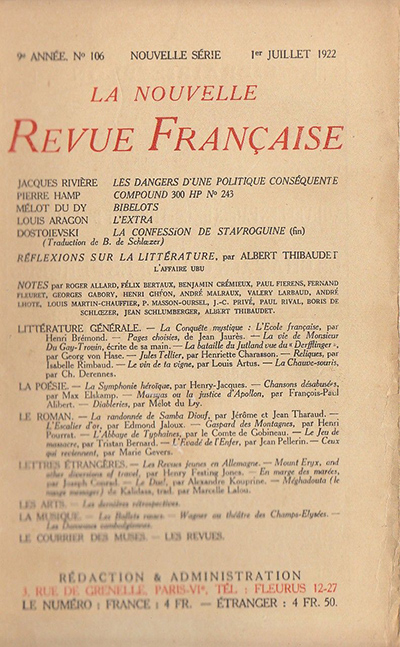 9e ANNÉE. No 106 NOUVELLE SÉRIE 1er JUILLET 1922
LA NOUVELLE
REVUE FRANÇAISE
JACQUES RIVIÈRE LES DANGERS D'UNE POLITIQUE CONSÉQUENTE
PIERRE HAMP COMPOUND 300 HP No 243
MÉLOT DU DY BIBELOTS
LOUIS ARAGON L'EXTRA
DOSTOIEVSKI LA CONFESSION DE STAVROGUINE (fin)
(Traduction de B. de Schlœzer)
RÉFLEXIONS SUR LA LITTÉRATURE, par ALBERT THIBAUDET
L'AFFAIRE UBU
NOTES par ROGER ALLARD, FÉLIX BERTAUX, BENJAMIN CRÉMIEUX, PAUL FIERENS, FERNAND
FLEURET, GEORGES GABORY, HENRI GHÉON, ANDRÉ MALRAUX, VALERY LARBAUD, ANDRÉ
LHOTE, LOUIS MARTIN-CHAUFFIER, P. MASSON-OURSEL, J.-C. PRIVÉ, PAUL RIVAL, BORIS DE
SCHLŒZER, JEAN SCHLUMBERGER, ALBERT THIBAUDET.
LITTÉRATURE GÉNÉRALE. — La Conquête mystique : L'Ecole française, par
Henri Brémond. — Pages choisies, de Jean Jaurès. — La vie de Monsieur
Du Gay-Trouin, écrite de sa main. — La bataille du Jutland vue du « Derfflinger »,
par Georg von Hase. — Jules Tellier, par Henriette Charasson. — Reliques, par
Isabelle Rimbaud. — Le vin de ta vigne, par Louis Artus. — La Chauve-souris,
par Ch. Derennes.
LA POÉSIE. — La Symphonie héroïque, par Henry-Jacques. — Chansons désabusées,
par Max Elskamp. — Marsyas ou la justice d'Apollon, par François-Paul
Alibert. — Diableries, par Mélot du Dy.
LE ROMAN. — La randonnée de Samba Diouf, par Jérôme et Jean Tharaud. —
L'Escalier d'or, par Edmond Jaloux. — Gaspard des Montagnes, par Henri
Pourrat. — L'Abbaye de Typhaines, par le Comte de Gobineau. — Le Jeu de
massacre, par Tristan Bernard. — L'Evadé de l'Enfer, par Jean Pellerin. — Ceux
qui reviennent, par Marie Gevers.
LETTRES ÉTRANGÈRES. — Les Revues jeunes en Allemagne. — Mount Eryx, and
other diversions of travel, par Henry Festing Jones. — En marge des marées,
par Joseph Conrad. — Le Duel, par Alexandre Kouprine. — Méghadouta (le
nuage messager) de Kalidasa, trad. par Marcelle Lalou.
LES ARTS. — Les dernières rétrospectives.
LA MUSIQUE. — Les Ballets russes. — Wagner au théâtre des Champs-Elysées. —
Les Danseuses cambodgiennes.
LE COURRIER DES MUSES. — LES REVUES.
RÉDACTION & ADMINISTRATION
3, RUE DE GRENELLE, PARIS-VIe, TÉL : FLEURUS 12-27
LE NUMÉRO : FRANCE : 4 FR. — ÉTRANGER : 4 FR. 50.